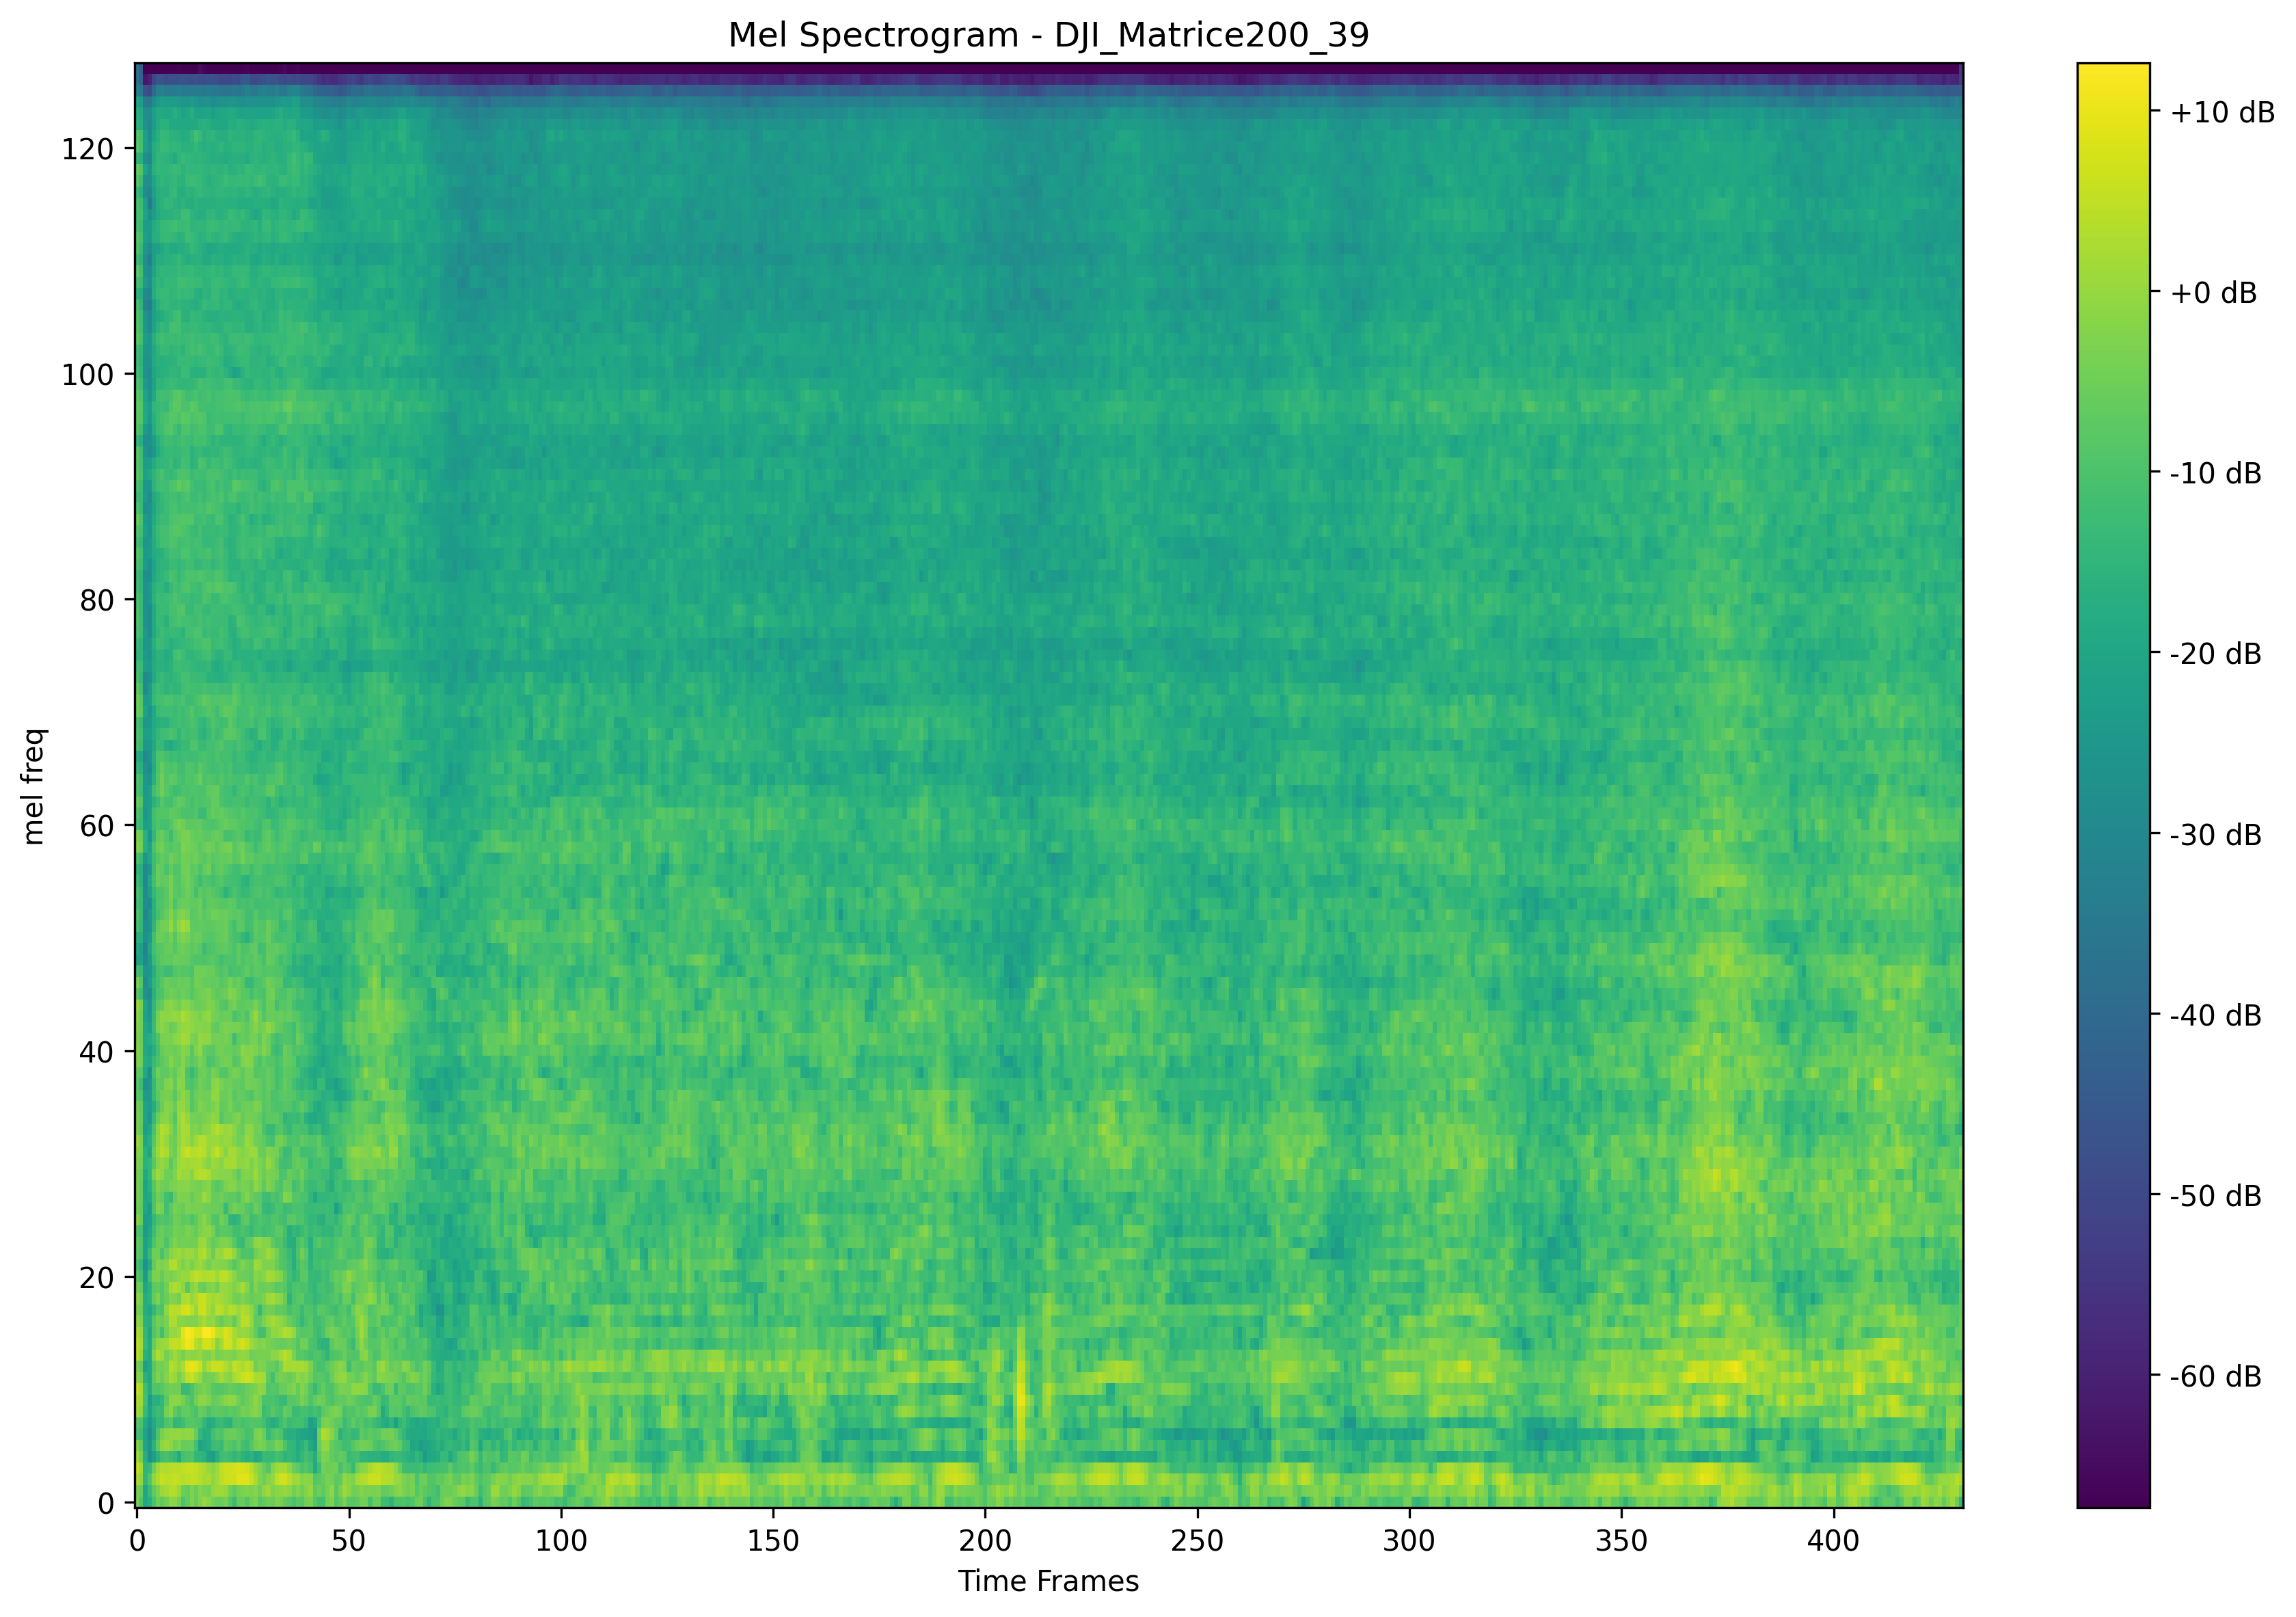 Mel Spectrogram - DJI_Matrice200_39
mel freq
120
100
80
60
40
20
0
0 50 100 150 200 250 300 350 400
Time Frames
+10 dB
+0 dB
-10 dB
-20 dB
-30 dB
-40 dB
-50 dB
-60 dB